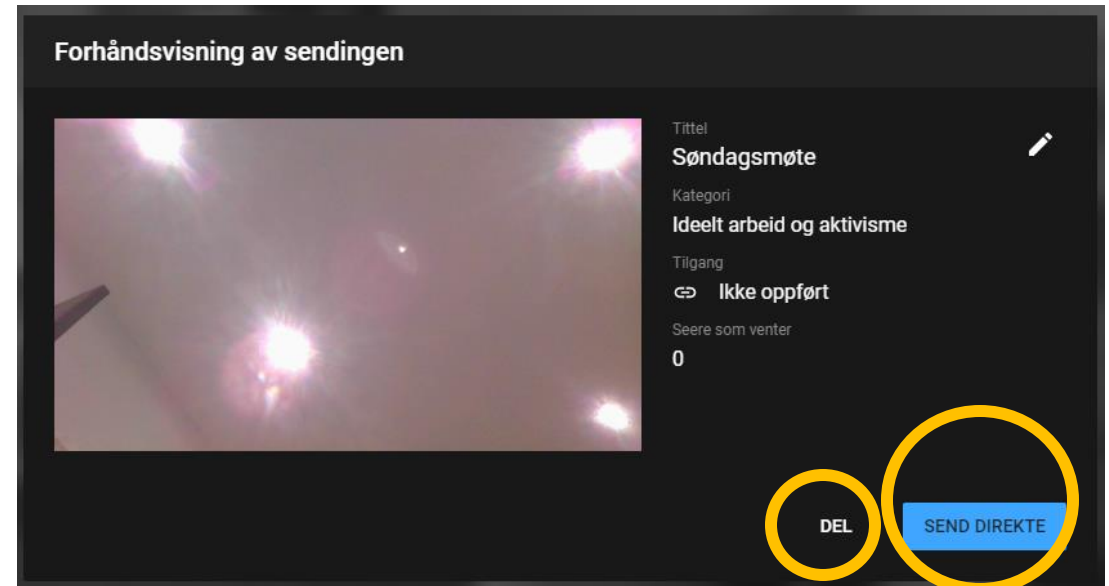 Forhåndsvisning av sendingen
Tittel
Søndagsmøte
Kategori
Ideelt arbeid og aktivisme
Tilgang
Ikke oppført
Seere som venter
0
DEL
SEND DIREKTE